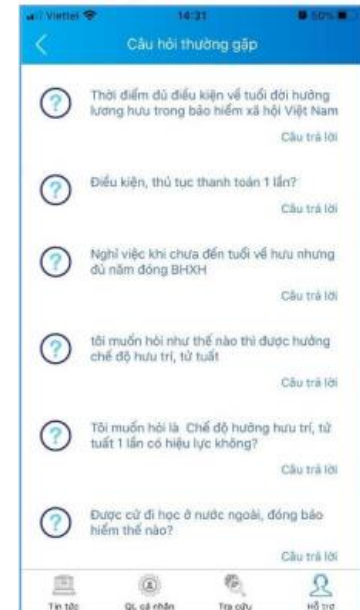 Viettel
14:31
50%
Câu hỏi thường gặp
Thời điểm đủ điều kiện về tuổi đời hưởng
lương hưu trong bảo hiểm xã hội Việt Nam
Câu trả lời
Điều kiện, thủ tục thanh toán 1 lần?
Câu trả lời
Nghỉ việc khi chưa đến tuổi về hưu nhưng
đủ năm đóng BHXH
Câu trả lời
tôi muốn hỏi như thế nào thì được hưởng
chế độ hưu trí, tử tuất
Câu trả lời
Tôi muốn hỏi là Chế độ hưởng hưu trí, tử
tuất 1 lần có hiệu lực không?
Câu trả lời
Được cử đi học ở nước ngoài, đóng bảo
hiểm thế nào?
Câu trả lời
Tin tức
QL cá nhân
Tra cứu
Hỗ trợ